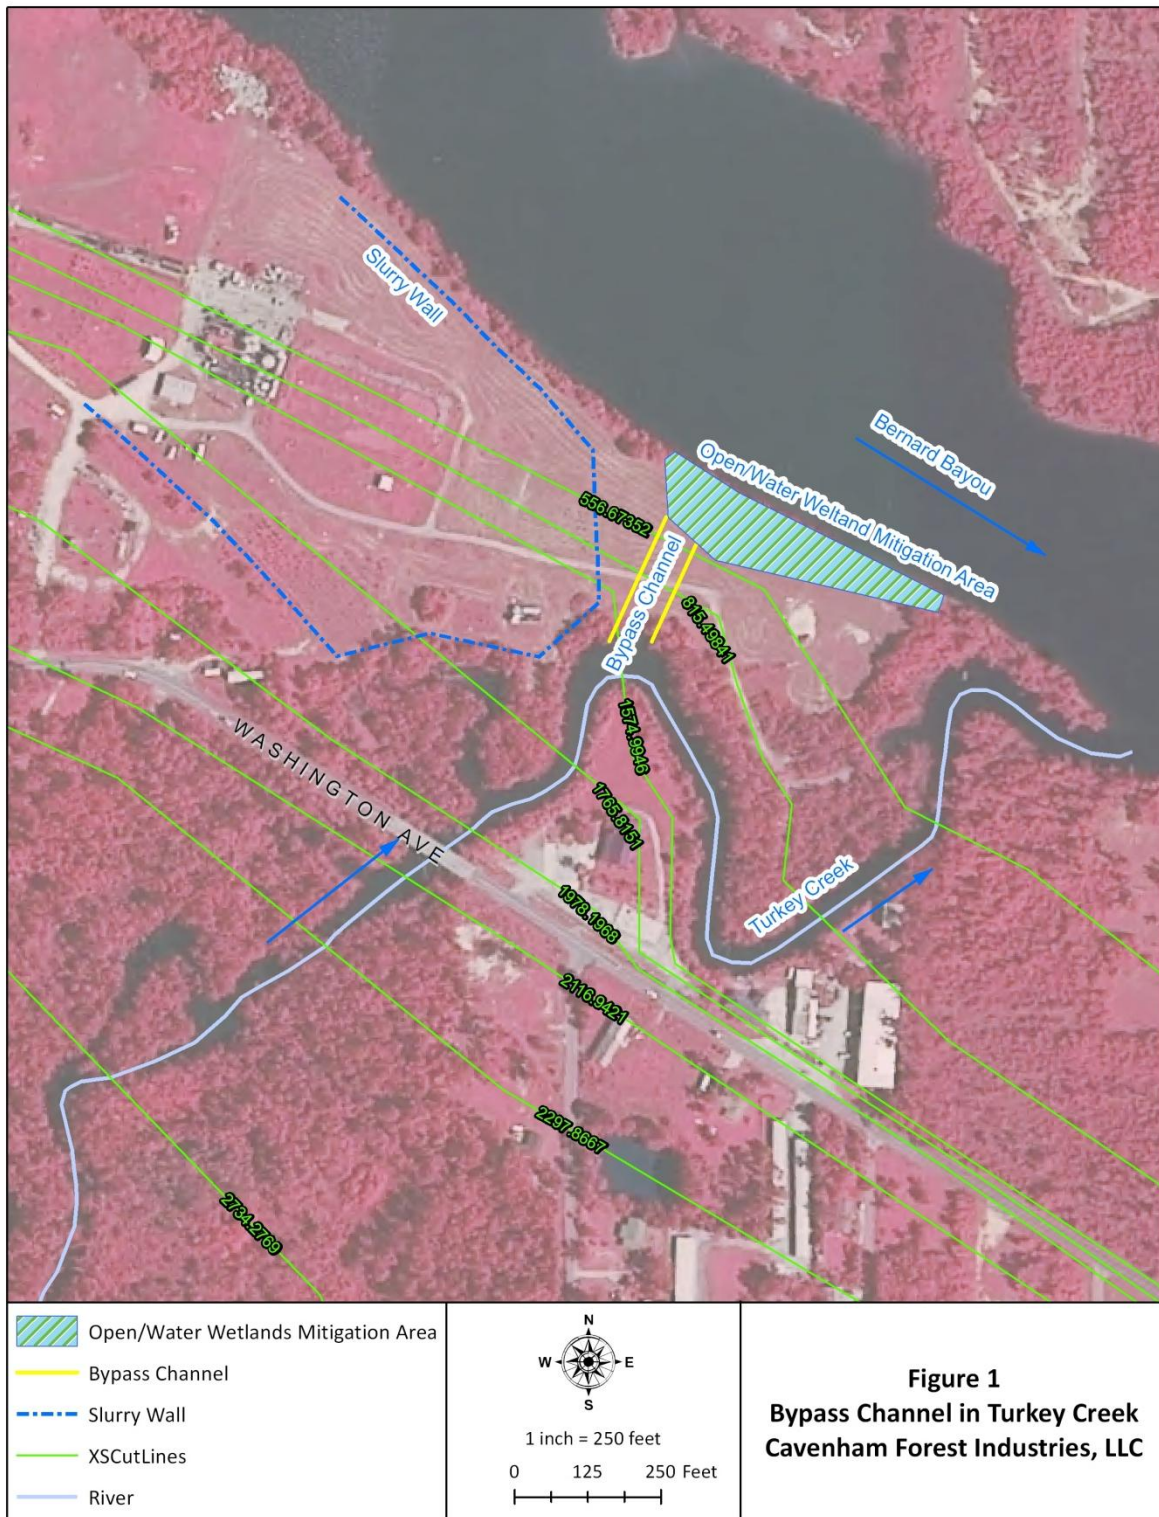 Slurry Wall
Bernard Bayou
Open/Water Weltand Mitigation Area
556.67352
Bypass Channel
815.49841
1574.9946
1765.8151
WASHINGTON AVE
Turkey Creek
1978.1968
2116.9421
2297.8667
2734.2769
Open/Water Wetlands Mitigation Area
Bypass Channel
Slurry Wall
XSCutLines
River
N
W
E
S
1 inch = 250 feet
0 125 250 Feet
Figure 1
Bypass Channel in Turkey Creek
Cavenham Forest Industries, LLC